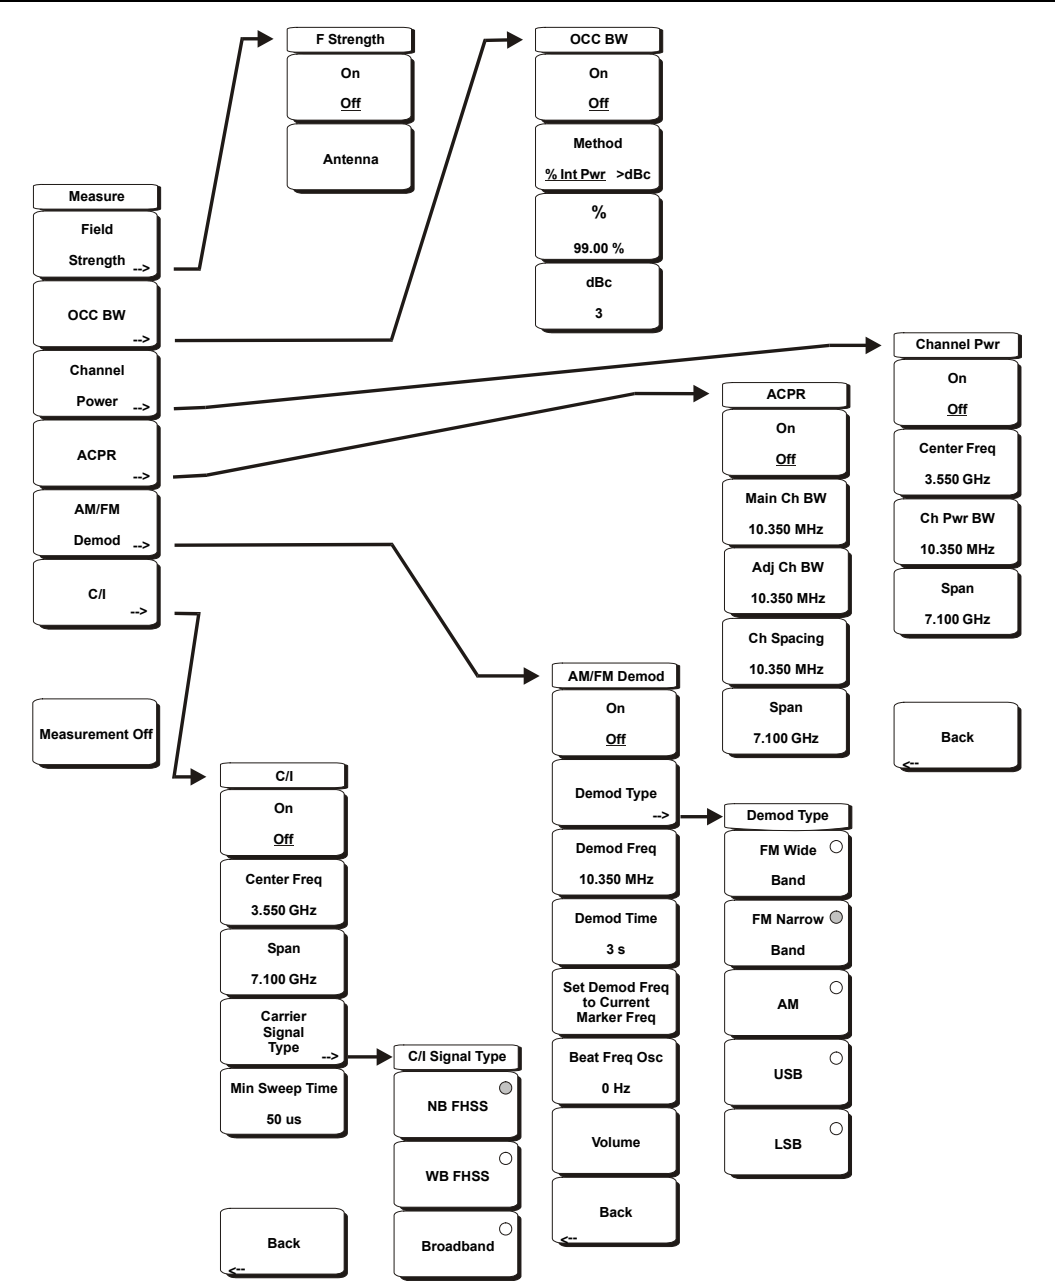 Measure
Field
Strength -->
OCC BW
-->
Channel
Power -->
ACPR
-->
AM/FM
Demod -->
C/I
-->
Measurement Off
F Strength
On
Off
Antenna
OCC BW
On
Off
Method
% Int Pwr >dBc
%
99.00 %
dBc
3
Channel Pwr
On
Off
Center Freq
3.550 GHz
Ch Pwr BW
10.350 MHz
Span
7.100 GHz
Back
<--
ACPR
On
Off
Main Ch BW
10.350 MHz
Adj Ch BW
10.350 MHz
Ch Spacing
10.350 MHz
Span
7.100 GHz
AM/FM Demod
On
Off
Demod Type
-->
Demod Freq
10.350 MHz
Demod Time
3 s
Set Demod Freq
to Current
Marker Freq
Beat Freq Osc
0 Hz
Volume
Back
<--
Demod Type
FM Wide
Band
FM Narrow
Band
AM
USB
LSB
C/I
On
Off
Center Freq
3.550 GHz
Span
7.100 GHz
Carrier
Signal
Type -->
Min Sweep Time
50 us
Back
<--
C/I Signal Type
NB FHSS
WB FHSS
Broadband